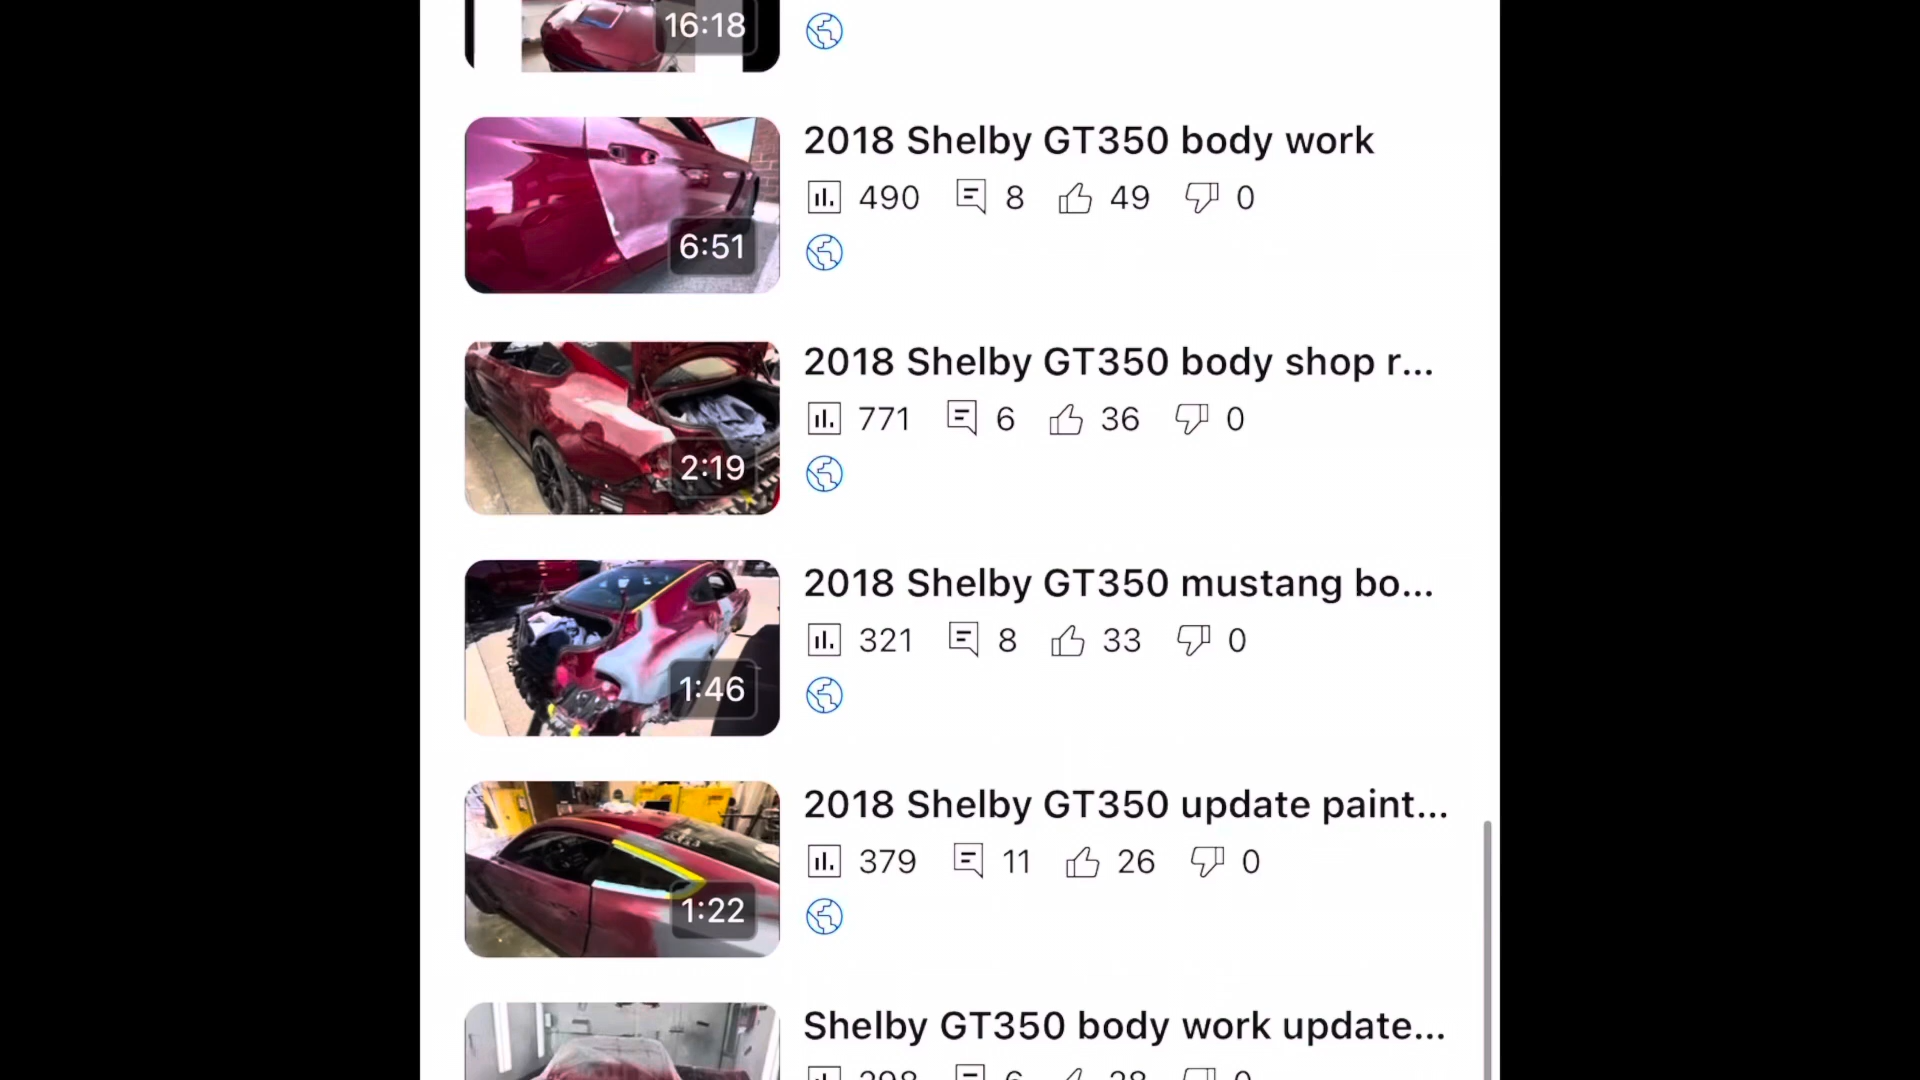 16:18
2018 Shelby GT350 body work
490 8 49 0
6:51
2018 Shelby GT350 body shop r...
771 6 36 0
2:19
2018 Shelby GT350 mustang bo...
321 8 33 0
1:46
2018 Shelby GT350 update paint...
379 11 26 0
1:22
Shelby GT350 body work update...